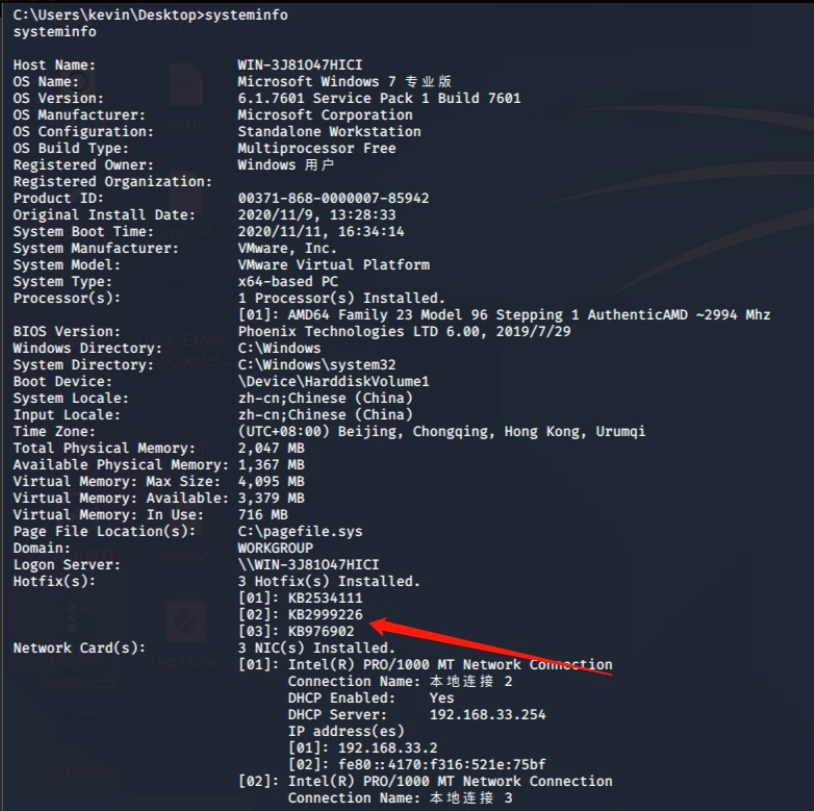 C:\Users\kevin\Desktop>systeminfo
systeminfo
Host Name: WIN-3J81O47HICI
OS Name: Microsoft Windows 7 专业版
OS Version: 6.1.7601 Service Pack 1 Build 7601
OS Manufacturer: Microsoft Corporation
OS Configuration: Standalone Workstation
OS Build Type: Multiprocessor Free
Registered Owner: Windows 用户
Registered Organization:
Product ID: 00371-868-0000007-85942
Original Install Date: 2020/11/9, 13:28:33
System Boot Time: 2020/11/11, 16:34:14
System Manufacturer: VMware, Inc.
System Model: VMware Virtual Platform
System Type: x64-based PC
Processor(s): 1 Processor(s) Installed.
[01]: AMD64 Family 23 Model 96 Stepping 1 AuthenticAMD ~2994 Mhz
BIOS Version: Phoenix Technologies LTD 6.00, 2019/7/29
Windows Directory: C:\Windows
System Directory: C:\Windows\system32
Boot Device: \Device\HarddiskVolume1
System Locale: zh-cn;Chinese (China)
Input Locale: zh-cn;Chinese (China)
Time Zone: (UTC+08:00) Beijing, Chongqing, Hong Kong, Urumqi
Total Physical Memory: 2,047 MB
Available Physical Memory: 1,367 MB
Virtual Memory: Max Size: 4,095 MB
Virtual Memory: Available: 3,379 MB
Virtual Memory: In Use: 716 MB
Page File Location(s): C:\pagefile.sys
Domain: WORKGROUP
Logon Server: \\WIN-3J81O47HICI
Hotfix(s): 3 Hotfix(s) Installed.
[01]: KB2534111
[02]: KB2999226
[03]: KB976902
Network Card(s): 3 NIC(s) Installed.
[01]: Intel(R) PRO/1000 MT Network Connection
Connection Name: 本地连接 2
DHCP Enabled: Yes
DHCP Server: 192.168.33.254
IP address(es)
[01]: 192.168.33.2
[02]: fe80::4170:f316:521e:75bf
[02]: Intel(R) PRO/1000 MT Network Connection
Connection Name: 本地连接 3